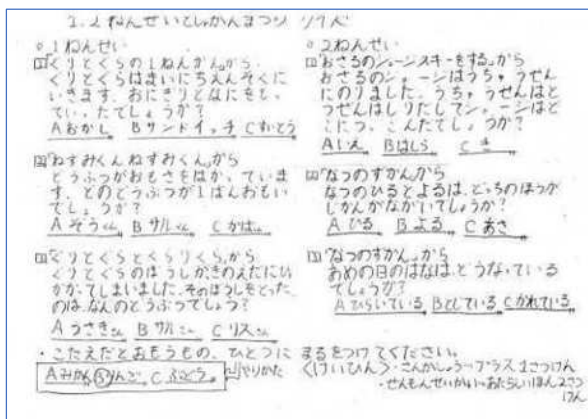 1.2ねんせいとしょかんまつり クイズ
○1ねんせい
1「ぐりとぐらの1ねんかん」から
ぐりとぐらはまいにちえんそくに
いきます。おにぎりとなにをも
っていったでしょうか?
Aおかし Bサンドイッチ Cすいとう
2「ねずみくんねずみくん」から
どうぶつがおもさをはかっていま
す。どのどうぶつが1ばんおもい
でしょうか?
Aぞうくん Bサルくん Cかばくん
3「ぐりとぐらとくるりくら」から
ぐりとぐらのぼうしが、きのえだにひっ
かかってしまいました。そのぼうしをとった
のは、なんのどうぶつでしょう?
Aうさぎさん Bサルさん Cリスさん
○2ねんせい
1「おさるのジョージスキーをする」から
おさるのジョージはうちゅうせん
にのりました。うちゅうせんはと
つぜんはしりだしてジョージはど
こにつっこんだでしょうか?
Aいえ Bはしら Cき
2「なつのずかん」から
なつのひるとよるは、どっちのほうが
じかんがながいでしょうか?
Aひる Bよる Cあさ
3「なつのずかん」から
あめの日のはなは、どうなっている
でしょうか?
Aひらいている Bとじている Cかれている
・こたえだとおもうもの、ひとつに まるをつけてください。
Aみかん Bりんご Cぶどう やりかた
<けいひん>・さんかしょう→プラス1さつけん
・ぜんもんせいかい→あたらしいほん2さつ
けん